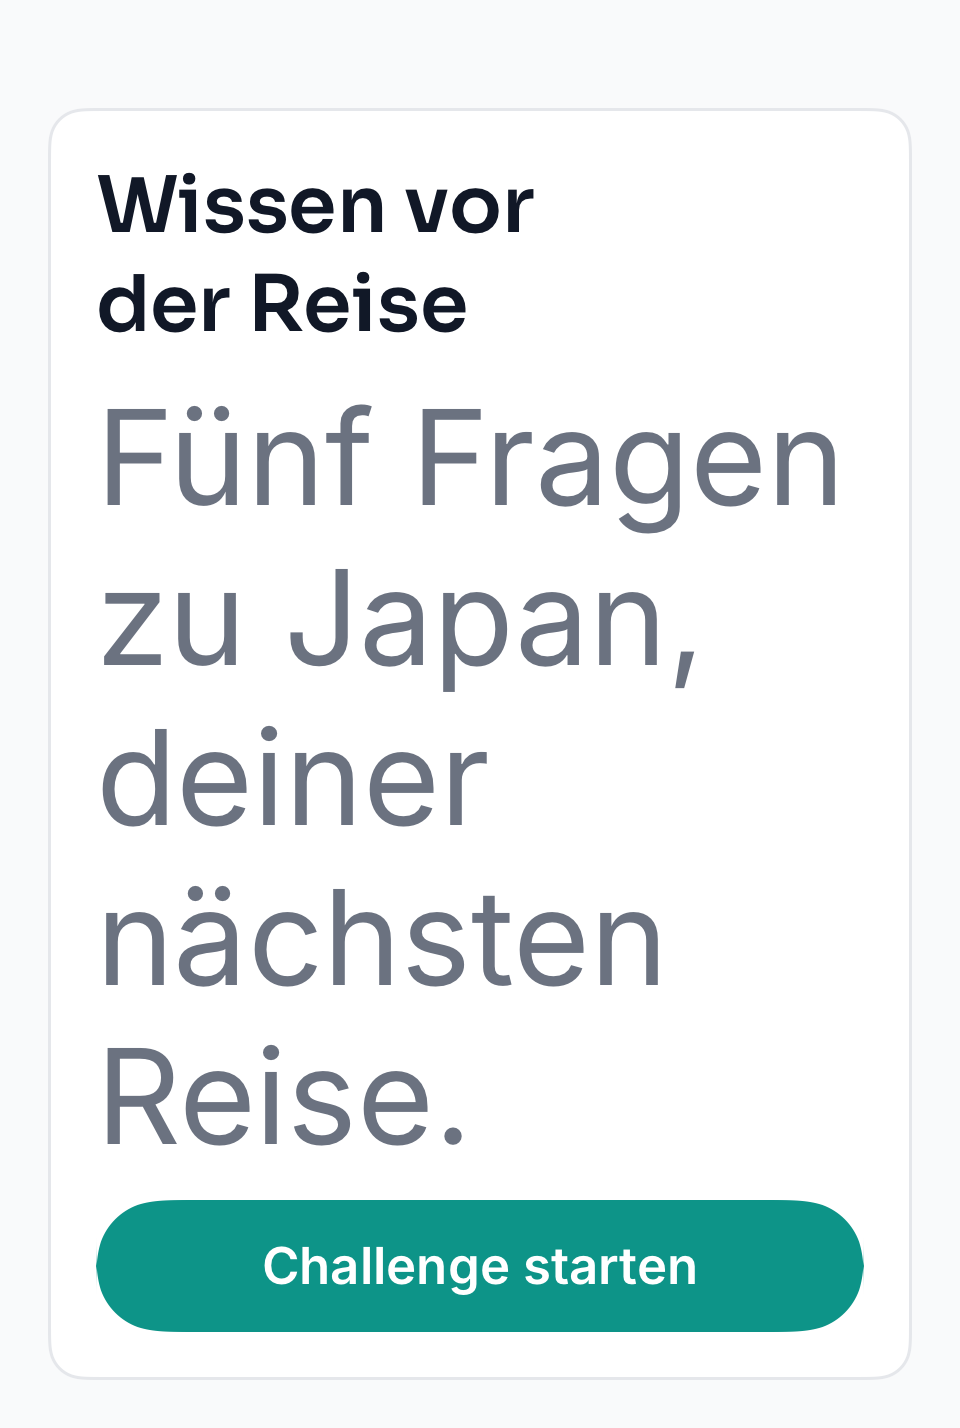 Wissen vor
der Reise
Fünf Fragen
zu Japan,
deiner
nächsten
Reise.
Challenge starten